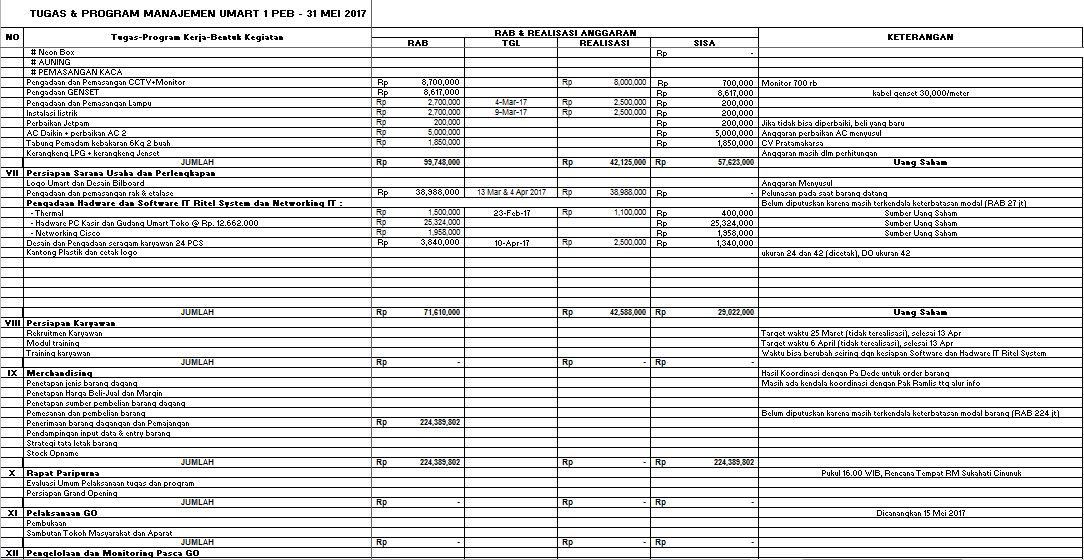 TUGAS & PROGRAM MANAJEMEN UMART 1 PEB - 31 MEI 2017
NO Tugas-Program Kerja-Bentuk Kegiatan RAB & REALISASI ANGGARAN KETERANGAN
RAB TGL REALISASI SISA
# Neon Box Rp -
# AUNING
# PEMASANGAN KACA
Pengadaan dan Pemasangan CCTV+Monitor Rp 8,700,000 Rp 8,000,000 Rp 700,000 Monitor 700 rb
Pengadaan GENSET Rp 8,617,000 Rp 8,617,000 kabel genset 30,000/meter
Pengadaan dan Pemasangan Lampu Rp 2,700,000 4-Mar-17 Rp 2,500,000 Rp 200,000
Instalasi listrik Rp 2,700,000 9-Mar-17 Rp 2,500,000 Rp 200,000
Perbaikan Jetpam Rp 200,000 Rp 200,000 Jika tidak bisa diperbaiki, beli yang baru
AC Daikin + perbaikan AC 2 Rp 5,000,000 Rp 5,000,000 Anggaran perbaikan AC menyusul
Tabung Pemadam kebakaran 6Kg 2 buah Rp 1,850,000 Rp 1,850,000 CV Pratamakarsa
Kerangkeng LPG + kerangkeng Jenset Anggaran masih dlm perhitungan
JUMLAH Rp 99,748,000 Rp 42,125,000 Rp 57,623,000 Uang Saham
VII Persiapan Sarana Usaha dan Perlengkapan
Logo Umart dan Desain Bilboard Anggaran Menyusul
Pengadaan dan pemasangan rak & etalase Rp 38,988,000 13 Mar & 4 Apr 2017 Rp 38,988,000 Rp - Pelunasan pada saat barang datang
Pengadaan Hadware dan Software IT Ritel System dan Networking IT : Belum diputuskan karena masih terkendala keterbatasan modal (RAB 27 jt)
- Thermal Rp 1,500,000 23-Feb-17 Rp 1,100,000 Rp 400,000 Sumber Uang Saham
- Hadware PC Kasir dan Gudang Umart Toko @ Rp. 12.662.000 Rp 25,324,000 Rp 25,324,000 Sumber Uang Saham
- Networking Cisco Rp 1,958,000 Rp 1,958,000 Sumber Uang Saham
Desain dan Pengadaan seragam karyawan 24 PCS Rp 3,840,000 10-Apr-17 Rp 2,500,000 Rp 1,340,000
Kantong Plastik dan cetak logo ukuran 24 dan 42 (dicetak), DO ukuran 42
JUMLAH Rp 71,610,000 Rp 42,588,000 Rp 29,022,000 Uang Saham
VIII Persiapan Karyawan
Rekruitmen Karyawan Target waktu 25 Maret (tidak terealisasi), selesai 13 Apr
Modul training Target waktu 6 April (tidak terealisasi), selesai 13 Apr
Training karyawan Waktu bisa berubah seiring dgn kesiapan Software dan Hadware IT Ritel System
JUMLAH Rp - Rp - Rp -
IX Merchandising Hasil Koordinasi dengan Pa Dede untuk order barang
Penetapan jenis barang dagang Masih ada kendala koordinasi dengan Pak Ramlis ttg alur info
Penetapan Harga Beli-Jual dan Margin
Penetapan sumber pembelian barang dagang
Pemesanan dan pembelian barang Belum diputuskan karena masih terkendala keterbatasan modal barang (RAB 224 jt)
Penerimaan barang dagangan dan Pemajangan Rp 224,389,802
Pendampingan input data & entry barang
Strategi tata letak barang
Stock Opname
JUMLAH Rp 224,389,802 Rp - Rp 224,389,802
X Rapat Paripurna Pukul 16.00 WIB, Rencana Tempat RM Sukahati Cinunuk
Evaluasi Umum Pelaksanaan tugas dan program
Persiapan Grand Opening
JUMLAH Rp - Rp - Rp -
XI Pelaksanaan GO Dicanangkan 15 Mei 2017
Pembukaan
Sambutan Tokoh Masyarakat dan Aparat
JUMLAH Rp - Rp - Rp -
XII Pengelolaan dan Monitoring Pasca GO